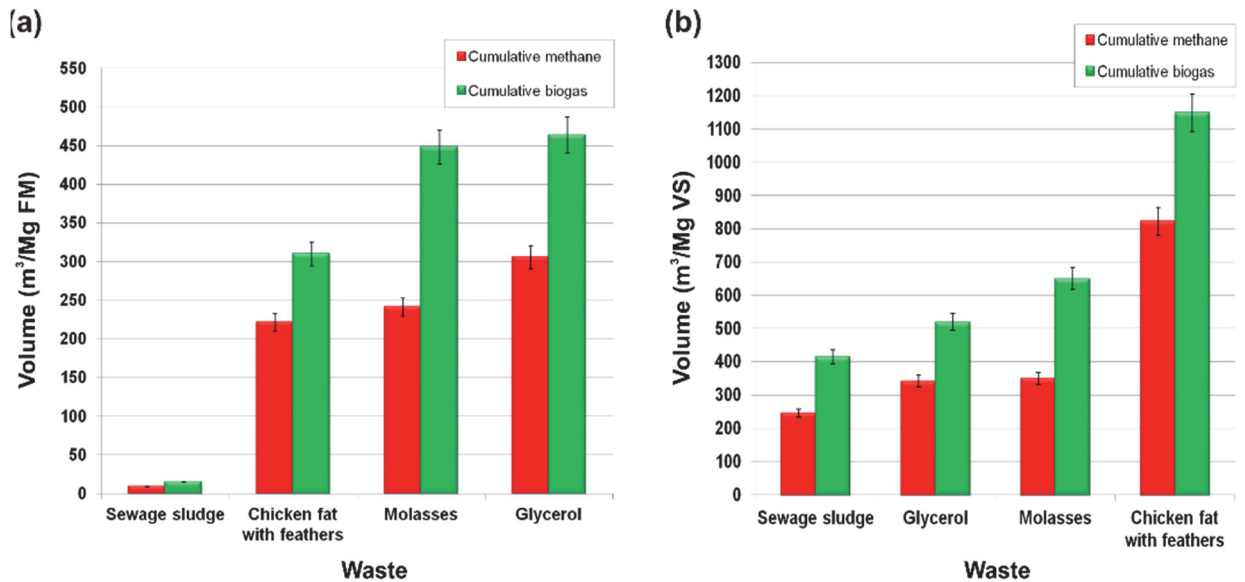 (a)
Cumulative methane
Cumulative biogas
550
500
450
400
350
300
250
200
150
100
50
0
Volume (m³/Mg FM)
Sewage sludge
Chicken fat
with feathers
Molasses
Glycerol
Waste
(b)
Cumulative methane
Cumulative biogas
1300
1200
1100
1000
900
800
700
600
500
400
300
200
100
0
Volume (m³/Mg VS)
Sewage sludge
Glycerol
Molasses
Chicken fat
with feathers
Waste